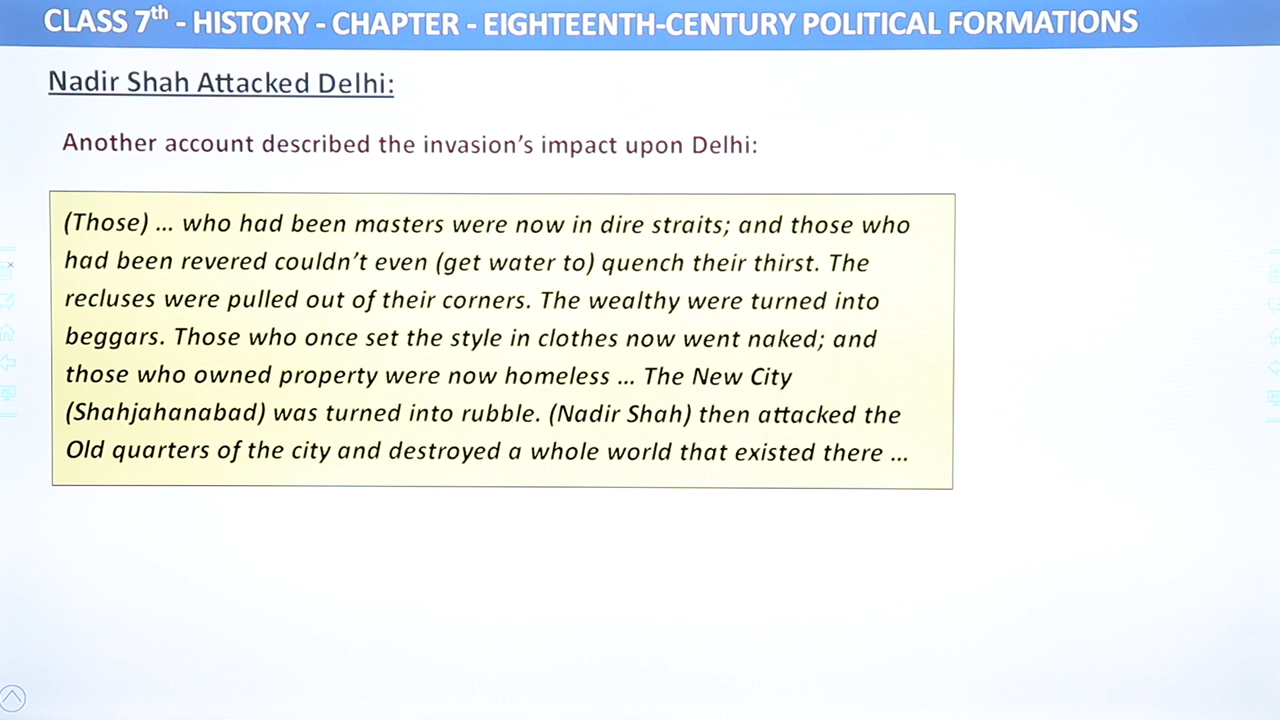 CLASS 7th - HISTORY - CHAPTER - EIGHTEENTH-CENTURY POLITICAL FORMATIONS
Nadir Shah Attacked Delhi:
Another account described the invasion’s impact upon Delhi:
(Those) ... who had been masters were now in dire straits; and those who
had been revered couldn’t even (get water to) quench their thirst. The
recluses were pulled out of their corners. The wealthy were turned into
beggars. Those who once set the style in clothes now went naked; and
those who owned property were now homeless ... The New City
(Shahjahanabad) was turned into rubble. (Nadir Shah) then attacked the
Old quarters of the city and destroyed a whole world that existed there ...